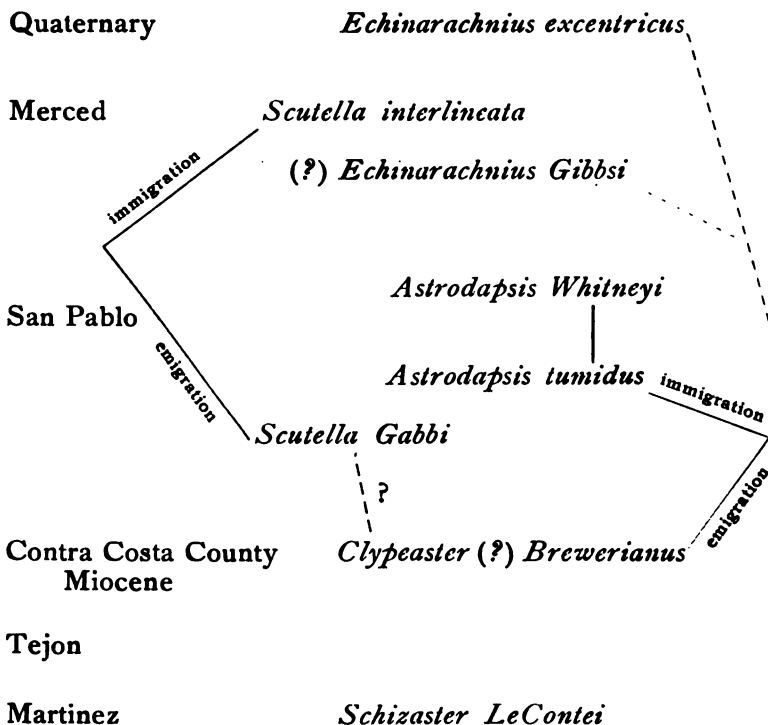 Quaternary Echinarachnius excentricus
Merced Scutella interlineata
immigration
(?) Echinarachnius Gibbsi
Astrodapsis Whitneyi
San Pablo
emigration
Astrodapsis tumidus immigration
Scutella Gabbi
?
emigration
Contra Costa County Clypeaster (?) Brewerianus
Miocene
Tejon
Martinez Schizaster LeContei